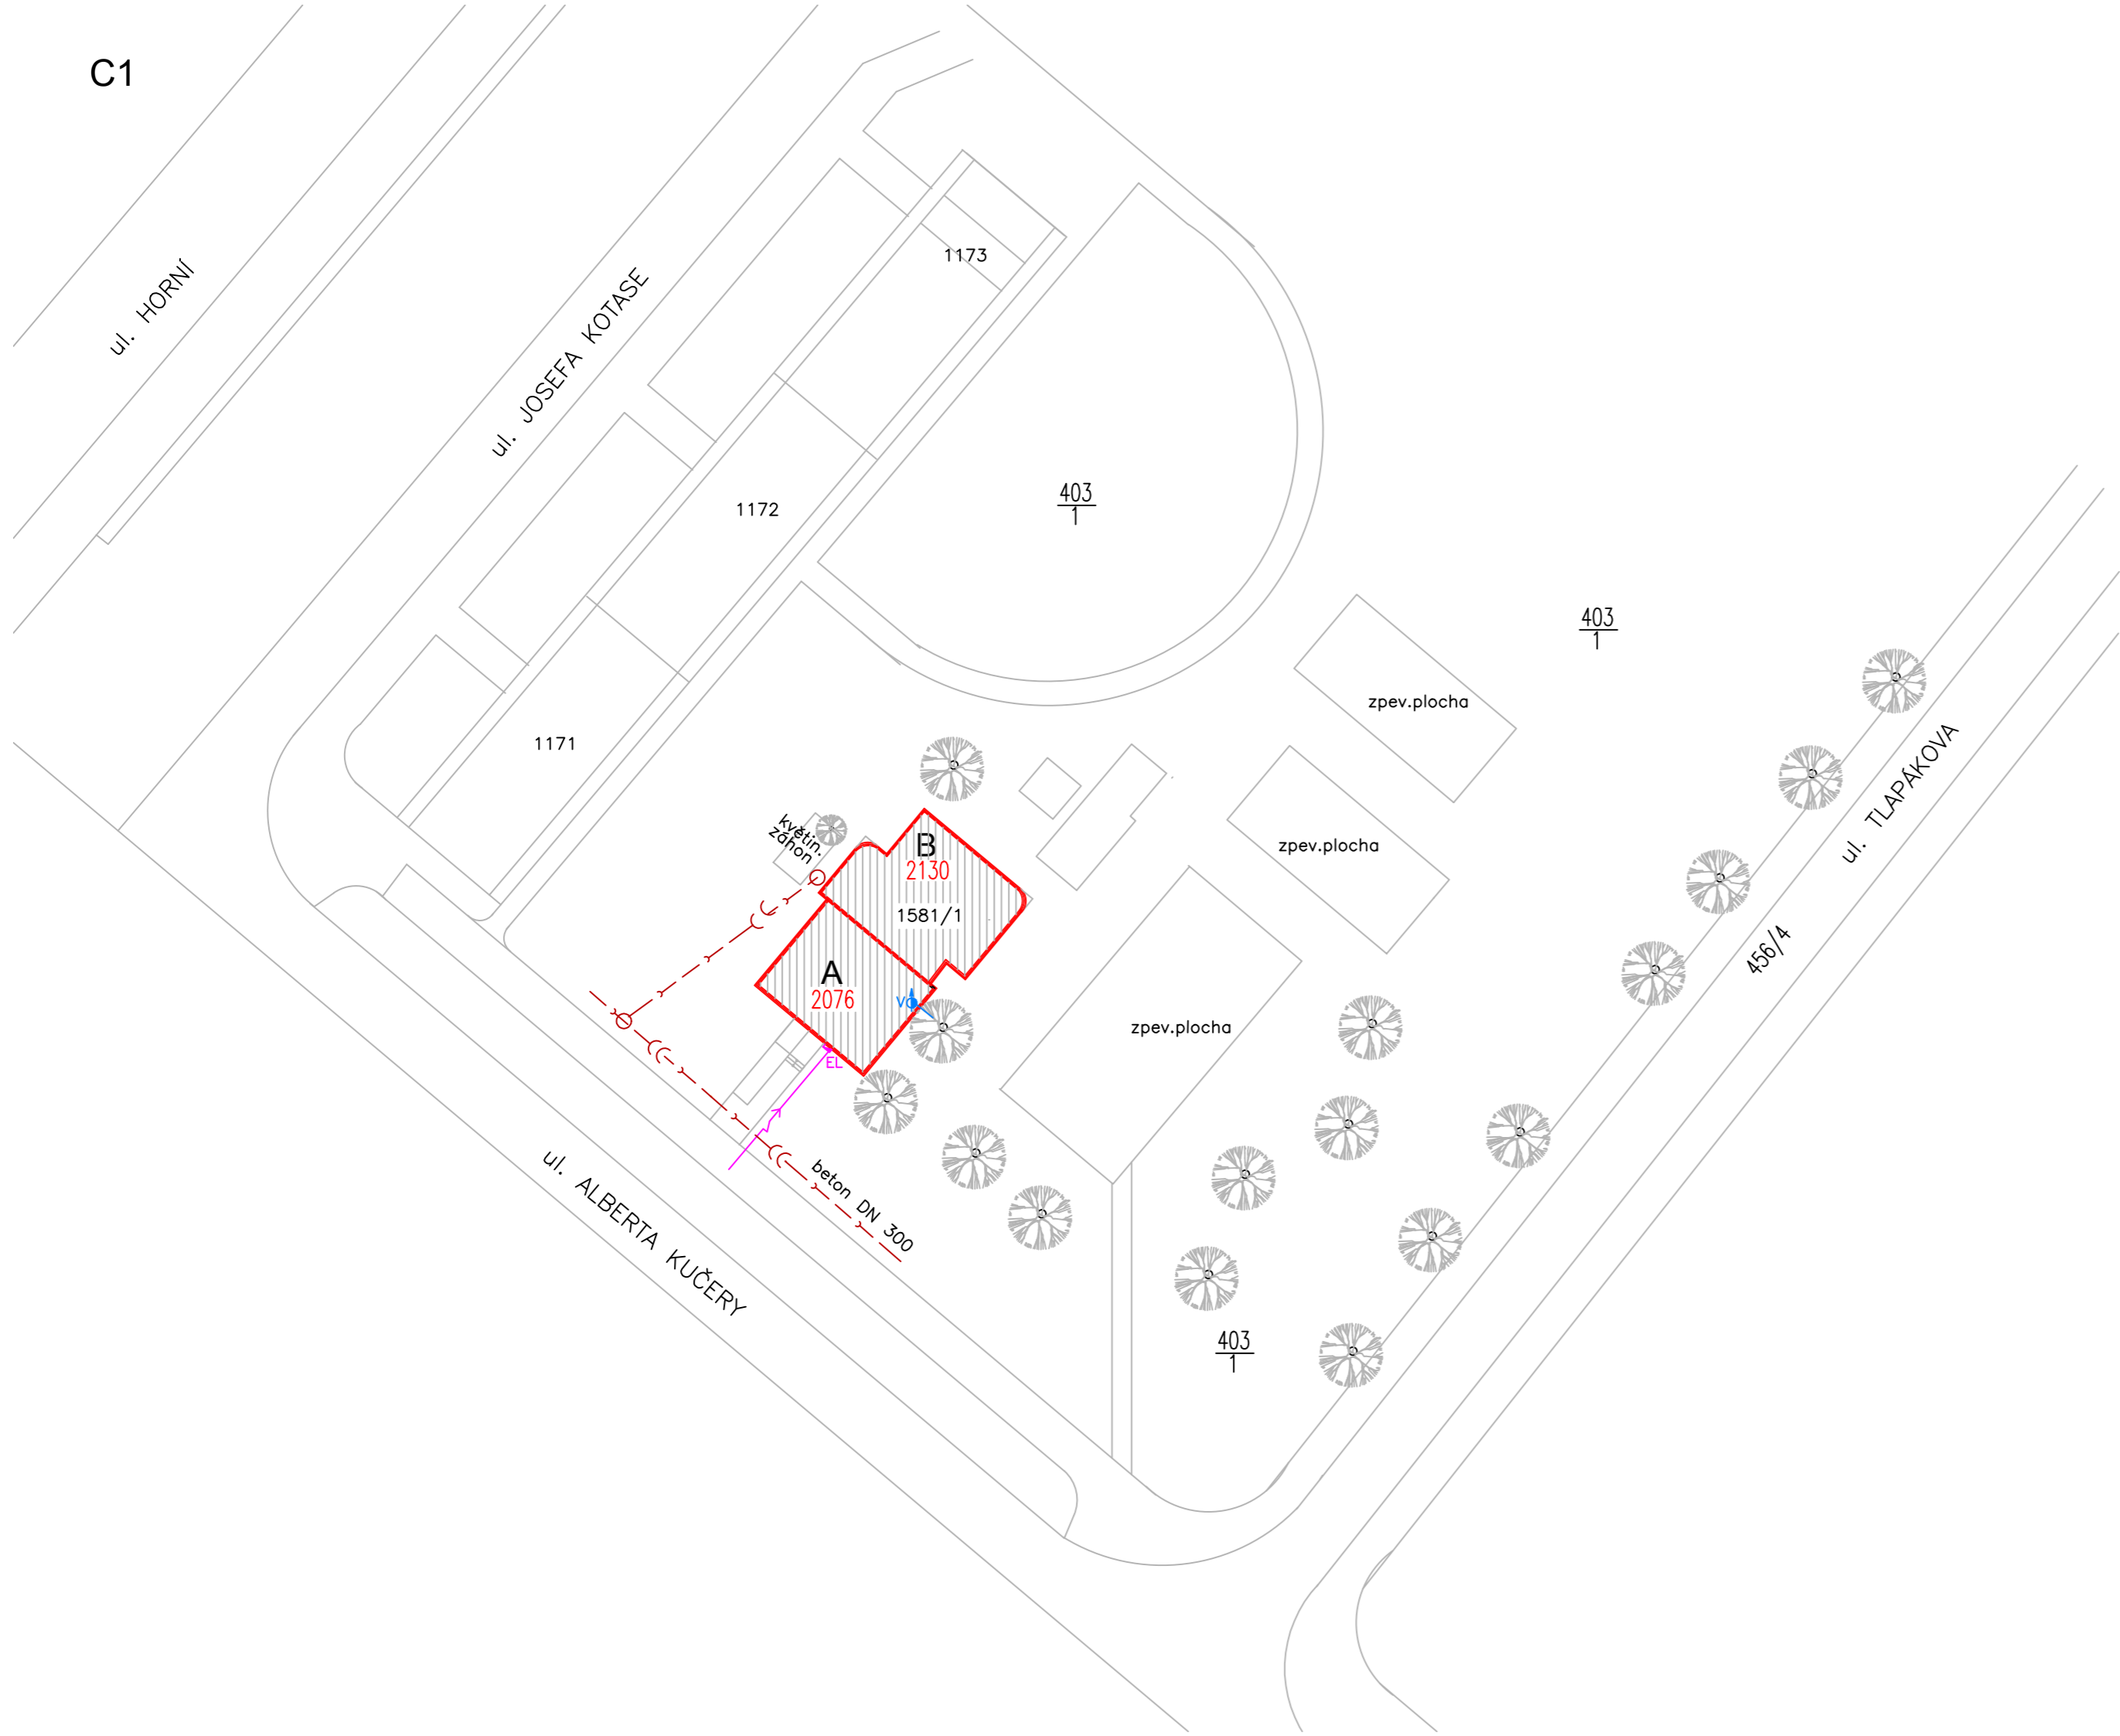 C1
ul. HORNÍ
ul. JOSEFA KOTASE
1173
1172
403
1
403
1
zpev.plocha
1171
ul. TLAPÁKOVA
květin.
záhon
B
2130
zpev.plocha
1581/1
456/4
A
2076
VO
zpev.plocha
EL
beton DN 300
ul. ALBERTA KUČERY
403
1